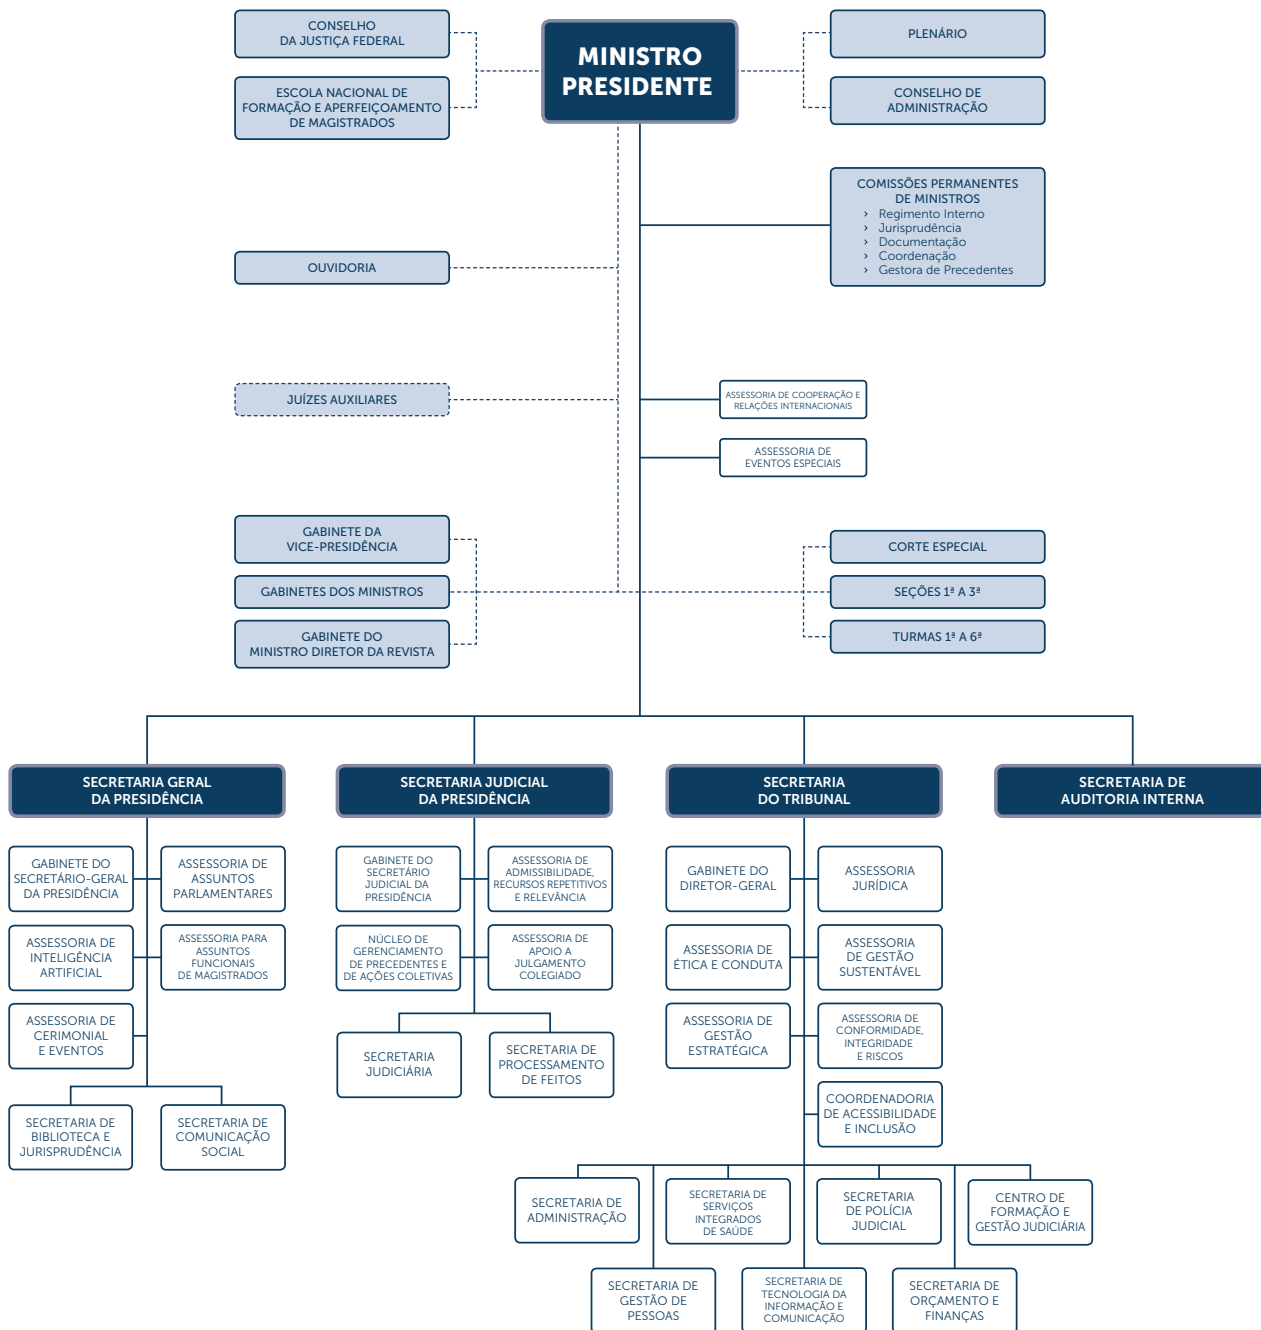 CONSELHO
DA JUSTIÇA FEDERAL
MINISTRO
PRESIDENTE
PLENÁRIO
ESCOLA NACIONAL DE
FORMAÇÃO E APERFEIÇOAMENTO
DE MAGISTRADOS
CONSELHO DE
ADMINISTRAÇÃO
COMISSÕES PERMANENTES
DE MINISTROS
› Regimento Interno
› Jurisprudência
› Documentação
› Coordenação
› Gestora de Precedentes
OUVIDORIA
JUÍZES AUXILIARES
ASSESSORIA DE COOPERAÇÃO E
RELAÇÕES INTERNACIONAIS
ASSESSORIA DE
EVENTOS ESPECIAIS
GABINETE DA
VICE-PRESIDÊNCIA
CORTE ESPECIAL
GABINETES DOS MINISTROS
SEÇÕES 1ª A 3ª
GABINETE DO
MINISTRO DIRETOR DA REVISTA
TURMAS 1ª A 6ª
SECRETARIA GERAL
DA PRESIDÊNCIA
SECRETARIA JUDICIAL
DA PRESIDÊNCIA
SECRETARIA
DO TRIBUNAL
SECRETARIA DE
AUDITORIA INTERNA
GABINETE DO
SECRETÁRIO-GERAL
DA PRESIDÊNCIA
ASSESSORIA DE
ASSUNTOS
PARLAMENTARES
GABINETE DO
SECRETÁRIO
JUDICIAL DA
PRESIDÊNCIA
ASSESSORIA DE
ADMISSIBILIDADE,
RECURSOS REPETITIVOS
E RELEVÂNCIA
GABINETE DO
DIRETOR-GERAL
ASSESSORIA
JURÍDICA
ASSESSORIA DE
INTELIGÊNCIA
ARTIFICIAL
ASSESSORIA PARA
ASSUNTOS
FUNCIONAIS
DE MAGISTRADOS
NÚCLEO DE
GERENCIAMENTO
DE PRECEDENTES E
DE AÇÕES COLETIVAS
ASSESSORIA DE
APOIO A
JULGAMENTO
COLEGIADO
ASSESSORIA DE
ÉTICA E CONDUTA
ASSESSORIA
DE GESTÃO
SUSTENTÁVEL
ASSESSORIA DE
CERIMONIAL
E EVENTOS
SECRETARIA
JUDICIÁRIA
SECRETARIA DE
PROCESSAMENTO
DE FEITOS
ASSESSORIA DE
GESTÃO
ESTRATÉGICA
ASSESSORIA DE
CONFORMIDADE,
INTEGRIDADE
E RISCOS
SECRETARIA DE
BIBLIOTECA E
JURISPRUDÊNCIA
SECRETARIA DE
COMUNICAÇÃO
SOCIAL
COORDENADORIA
DE ACESSIBILIDADE
E INCLUSÃO
SECRETARIA DE
ADMINISTRAÇÃO
SECRETARIA DE
SERVIÇOS
INTEGRADOS
DE SAÚDE
SECRETARIA
DE POLÍCIA
JUDICIAL
CENTRO DE
FORMAÇÃO E
GESTÃO JUDICIÁRIA
SECRETARIA DE
GESTÃO DE
PESSOAS
SECRETARIA DE
TECNOLOGIA DA
INFORMAÇÃO E
COMUNICAÇÃO
SECRETARIA DE
ORÇAMENTO E
FINANÇAS